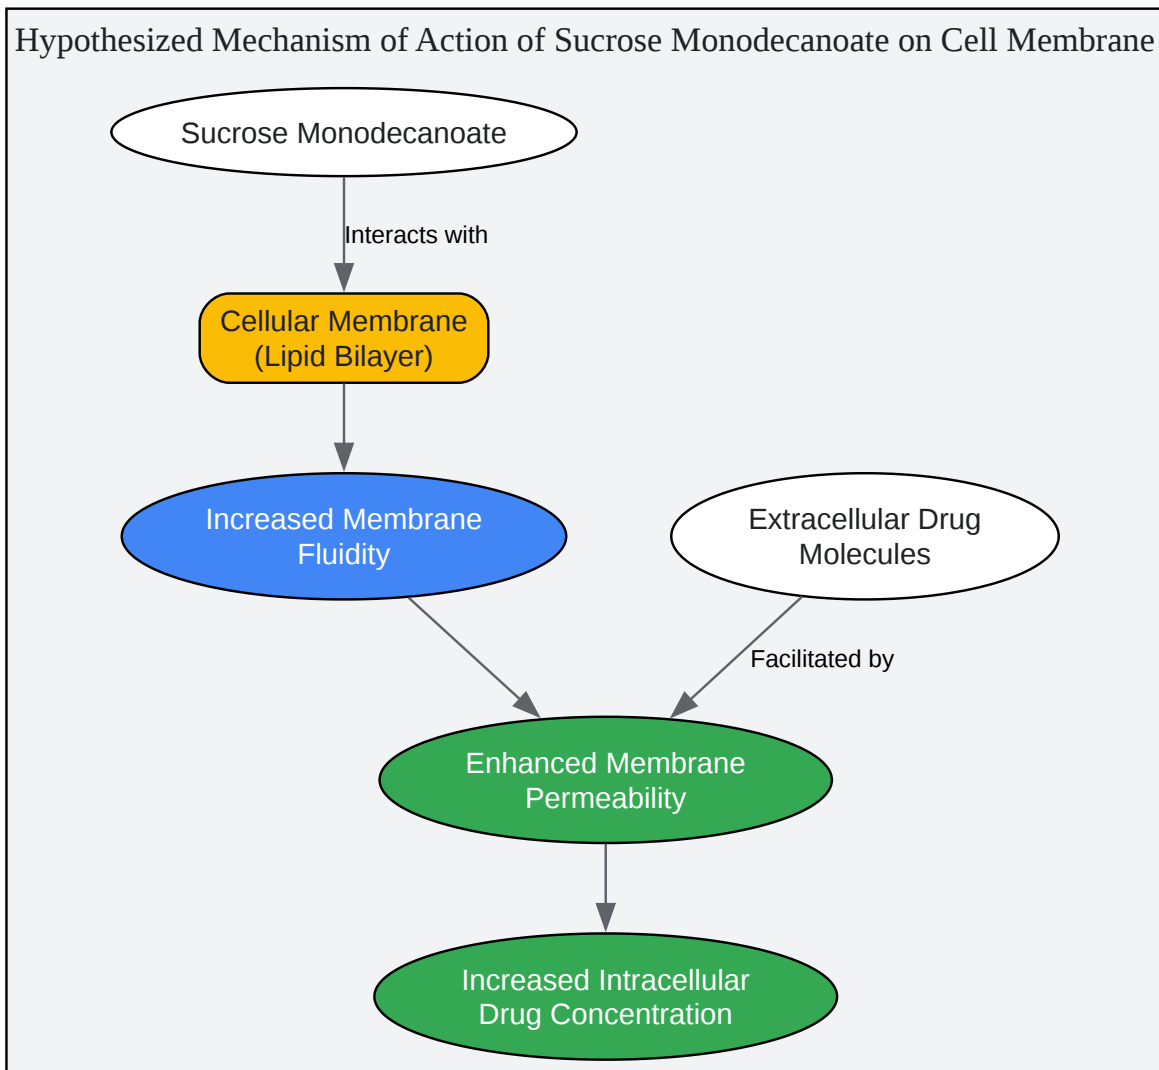 Hypothesized Mechanism of Action of Sucrose Monodecanoate on Cell Membrane
Sucrose Monodecanoate
Interacts with
Cellular Membrane
(Lipid Bilayer)
Increased Membrane
Fluidity
Extracellular Drug
Molecules
Facilitated by
Enhanced Membrane
Permeability
Increased Intracellular
Drug Concentration